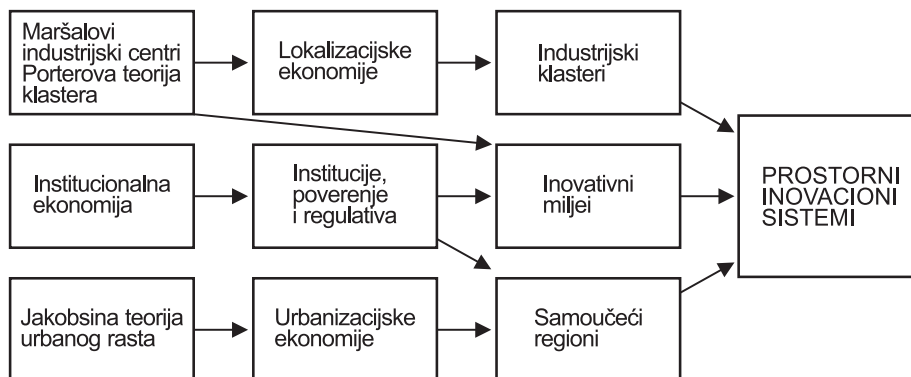 Maršalovi
industrijski centri
Porterova teorija
klastera
Lokalizacijske
ekonomije
Industrijski
klasteri
Institucionalna
ekonomija
Institucije,
poverenje
i regulativa
Inovativni
miljei
PROSTORNI
INOVACIONI
SISTEMI
Jakobsina teorija
urbanog rasta
Urbanizacijske
ekonomije
Samoučeći
regioni